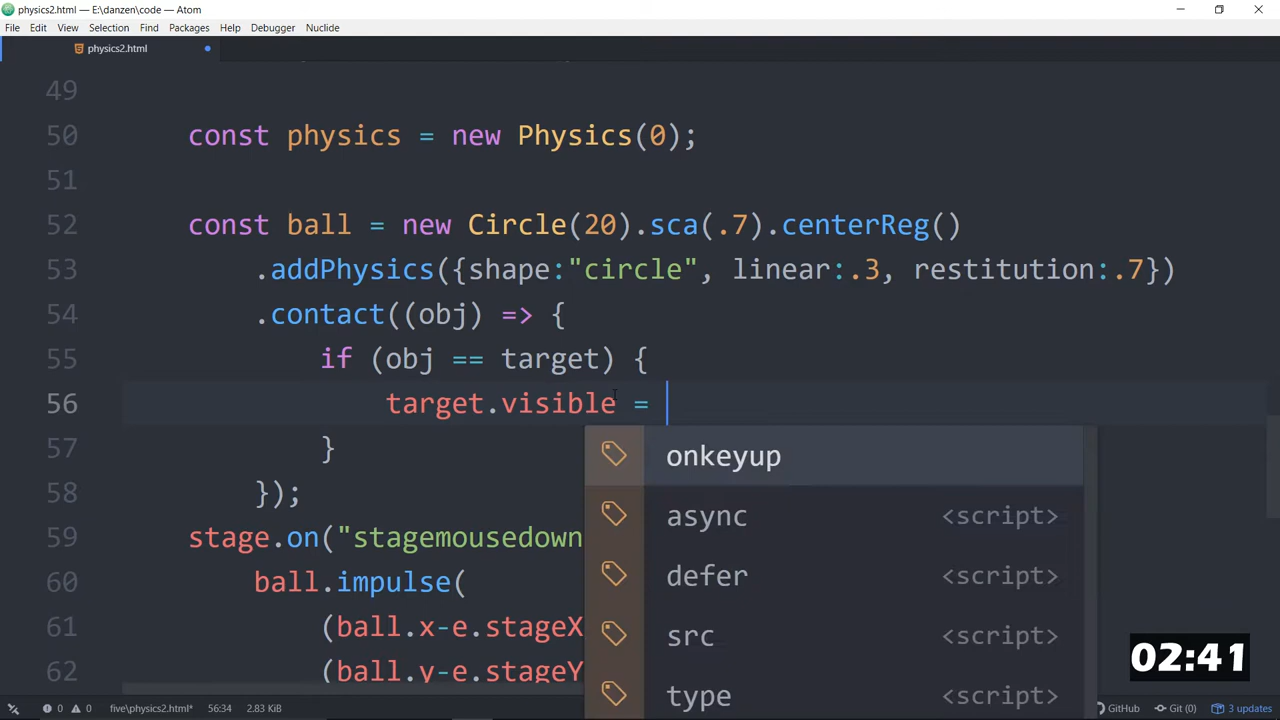 physics2.html — E:\danzen\code — Atom
File Edit View Selection Find Packages Help Debugger Nuclide
physics2.html
49
50 const physics = new Physics(0);
51
52 const ball = new Circle(20).sca(.7).centerReg()
53 .addPhysics({shape:"circle", linear:.3, restitution:.7})
54 .contact((obj) => {
55 if (obj == target) {
56 target.visible =
57 }
58 });
59 stage.on("stagemousedown
60 ball.impulse(
61 (ball.x-e.stageX
62 (ball.y-e.stageY
onkeyup
async <script>
defer <script>
src <script>
type <script>
02:41
0 0 five\physics2.html* 56:34 2.83 KiB GitHub Git (0) 3 updates